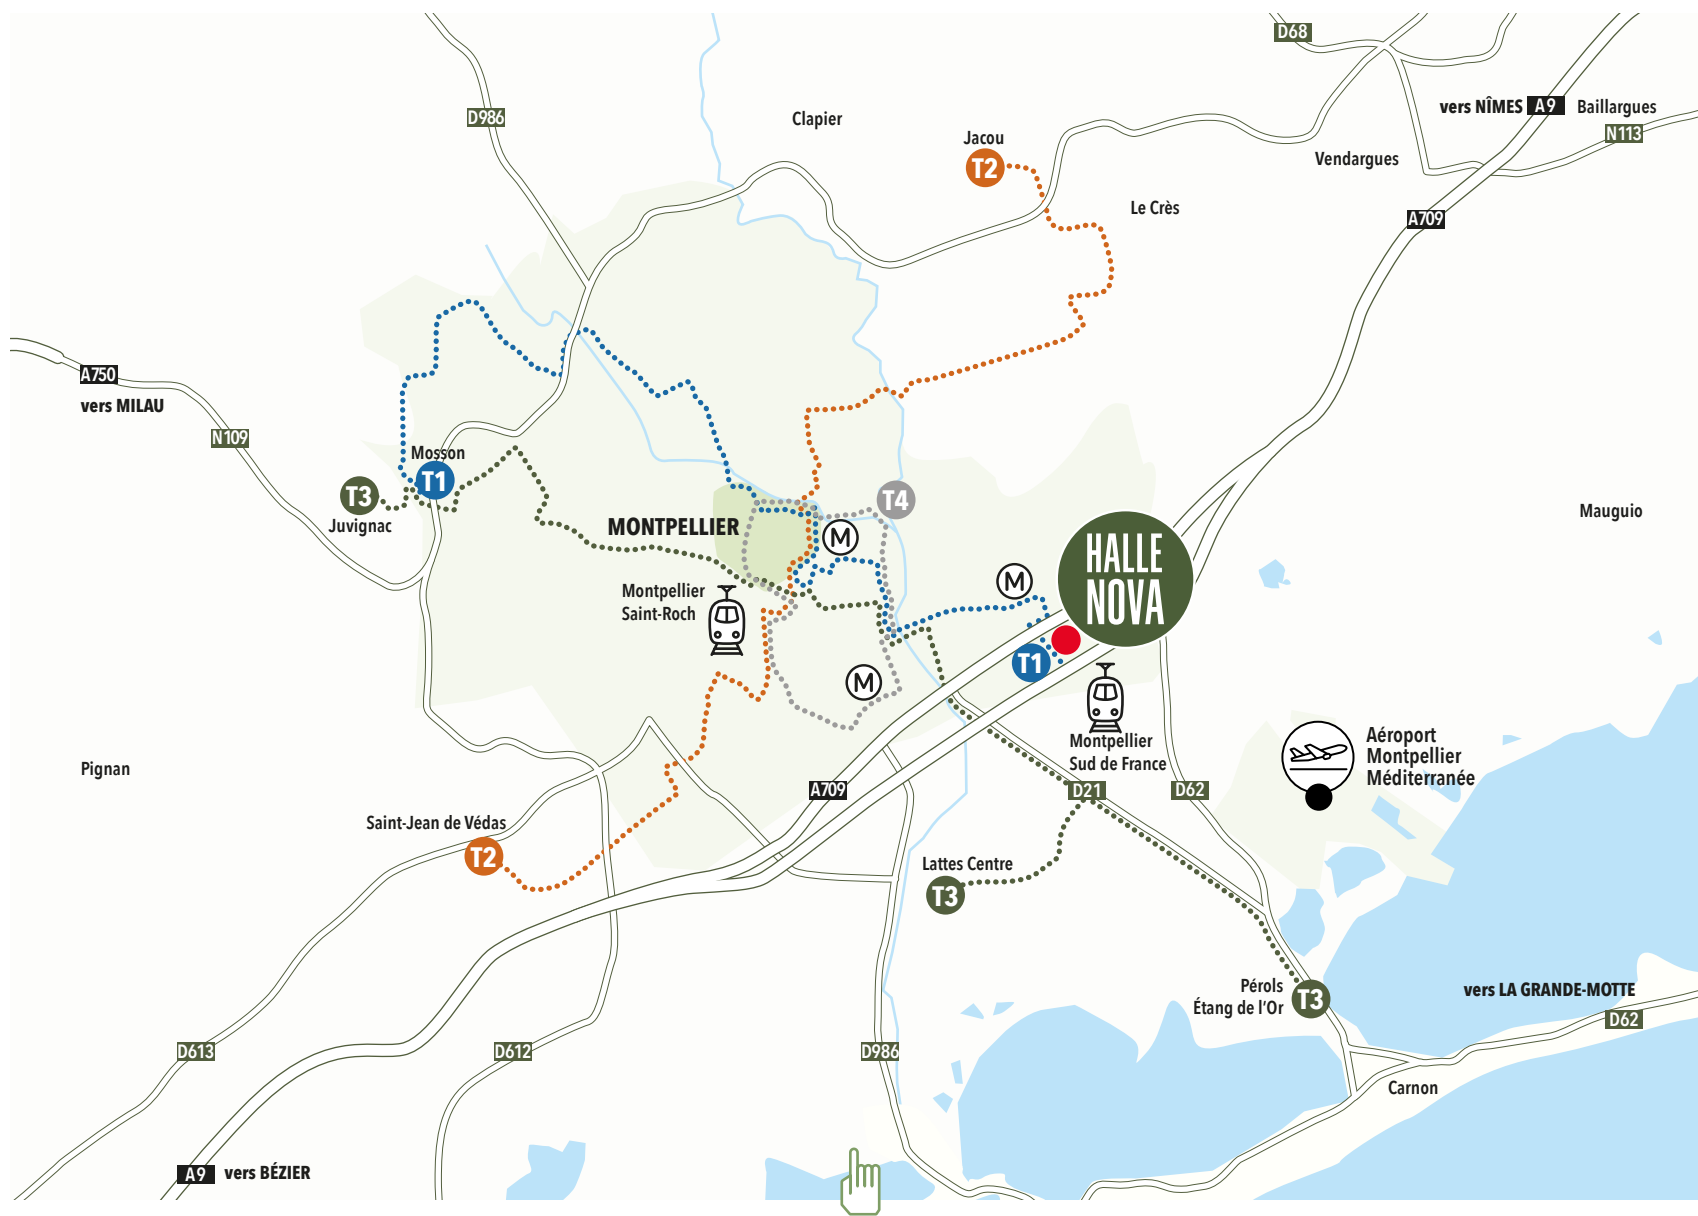 D68
vers NÎMES
A9
Baillargues
D986
Clapier
N113
Jacou
T2
Vendargues
Le Crès
A709
A750
vers MILAU
N109
Mosson
T1
T3
Juvignac
T4
Mauguio
MONTPELLIER
M
HALLE
NOVA
M
Montpellier
Saint-Roch
T1
M
Montpellier
Sud de France
Aéroport
Montpellier
Méditerranée
Pignan
A709
D21
D62
Saint-Jean de Védas
T2
Lattes Centre
T3
Pérols
Étang de l'Or
T3
vers LA GRANDE-MOTTE
D62
D613
D612
D986
Carnon
A9
vers BÉZIER